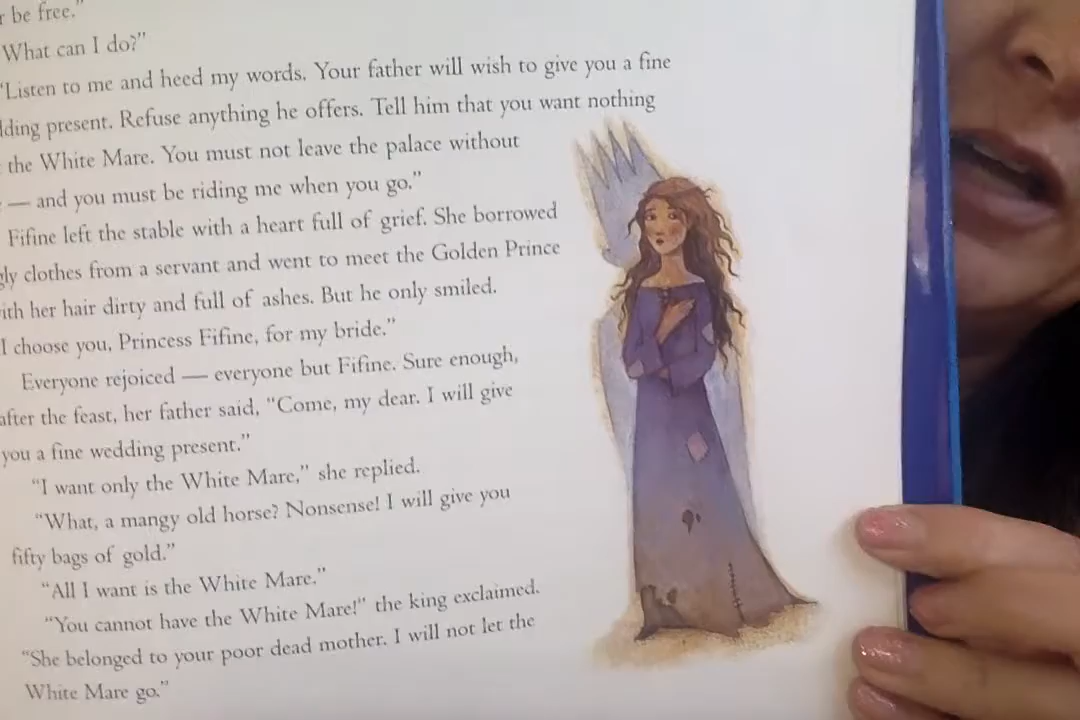 be free."
What can I do?"
"Listen to me and heed my words. Your father will wish to give you a fine
present. Refuse anything he offers. Tell him that you want nothing
the White Mare. You must not leave the palace without
— and you must be riding me when you go."
Fifine left the stable with a heart full of grief. She borrowed
clothes from a servant and went to meet the Golden Prince
with her hair dirty and full of ashes. But he only smiled.
I choose you, Princess Fifine, for my bride."
Everyone rejoiced — everyone but Fifine. Sure enough,
after the feast, her father said, "Come, my dear. I will give
you a fine wedding present."
"I want only the White Mare," she replied.
"What, a mangy old horse? Nonsense! I will give you
fifty bags of gold."
"All I want is the White Mare."
"You cannot have the White Mare!" the king exclaimed.
"She belonged to your poor dead mother. I will not let the
White Mare go."